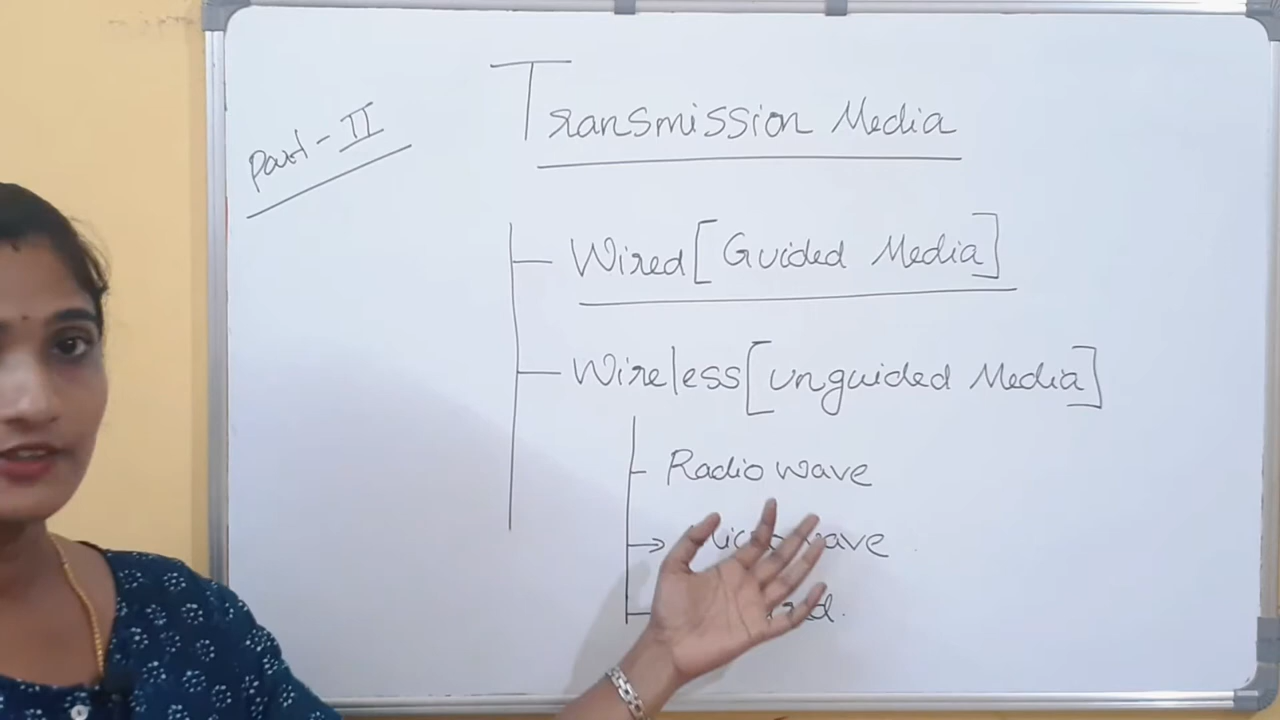 Part - II
Transmission Media
Wired [Guided Media]
Wireless [unguided Media]
Radio wave